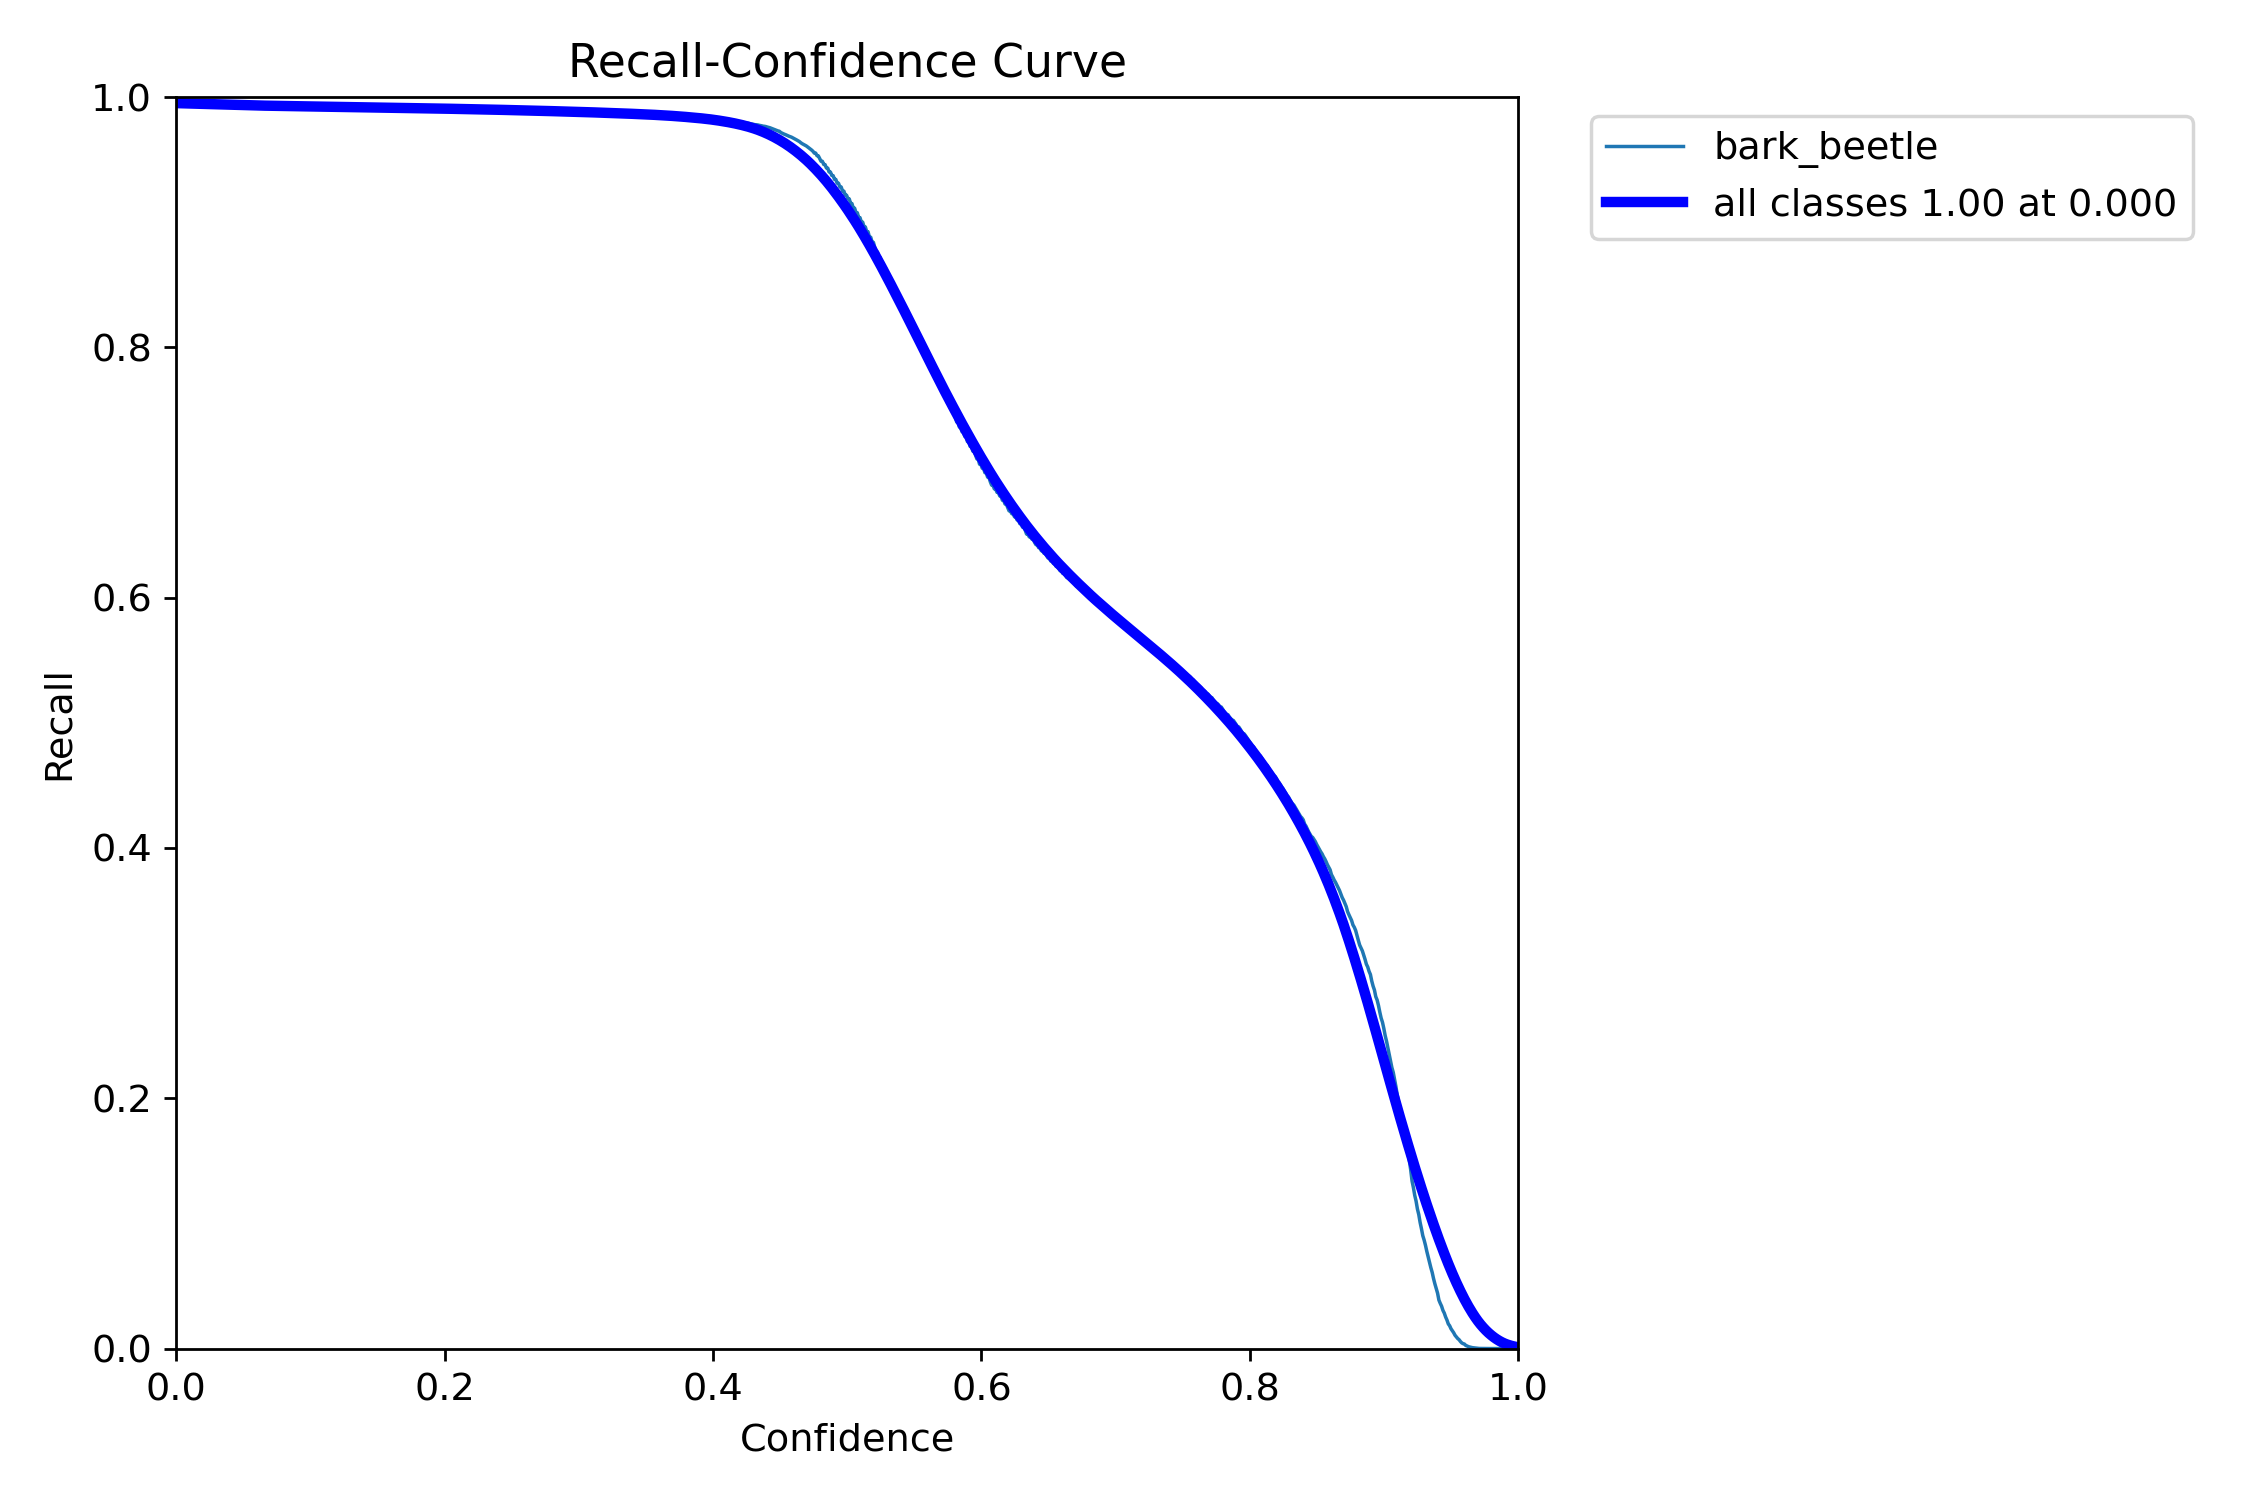 Recall-Confidence Curve
bark_beetle
all classes 1.00 at 0.000
1.0
0.8
0.6
0.4
0.2
0.0
Recall
0.0 0.2 0.4 0.6 0.8 1.0
Confidence